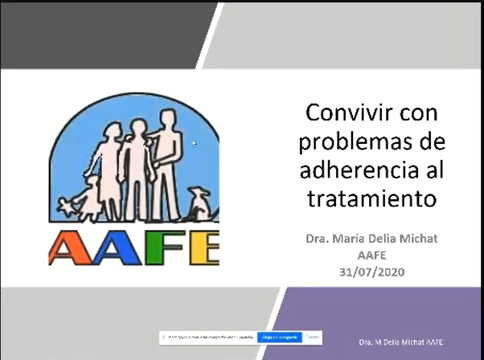 Convivir con
problemas de
adherencia al
tratamiento
AAFE
Dra. María Delia Michat
AAFE
31/07/2020
Dra. M Delia Michat AAFE